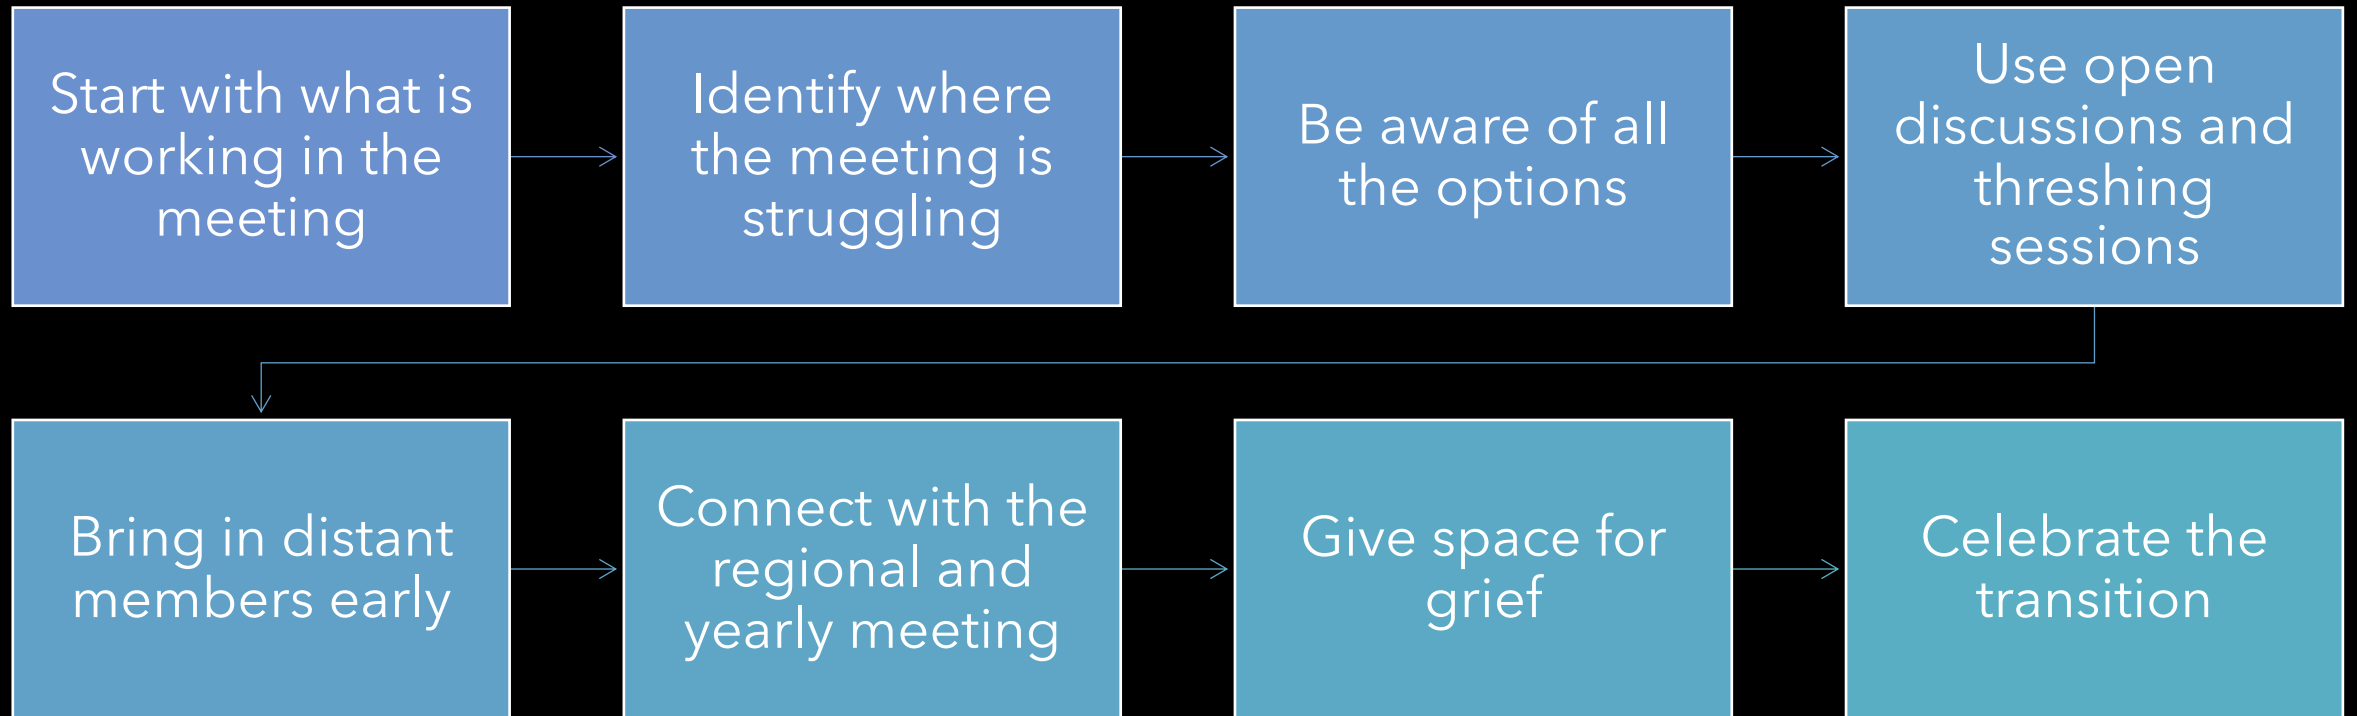 Start with what is
working in the
meeting
Identify where
the meeting is
struggling
Be aware of all
the options
Use open
discussions and
threshing
sessions
Bring in distant
members early
Connect with the
regional and
yearly meeting
Give space for
grief
Celebrate the
transition